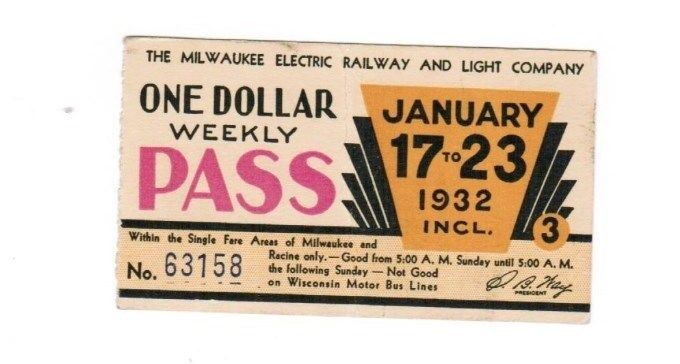 THE MILWAUKEE ELECTRIC RAILWAY AND LIGHT COMPANY
ONE DOLLAR
WEEKLY
PASS
JANUARY
17 TO 23
1932
INCL.
3
Within the Single Fare Areas of Milwaukee and
Racine only.—Good from 5:00 A. M. Sunday until 5:00 A. M.
the following Sunday — Not Good
on Wisconsin Motor Bus Lines
No. 63158
S. B. Way
PRESIDENT